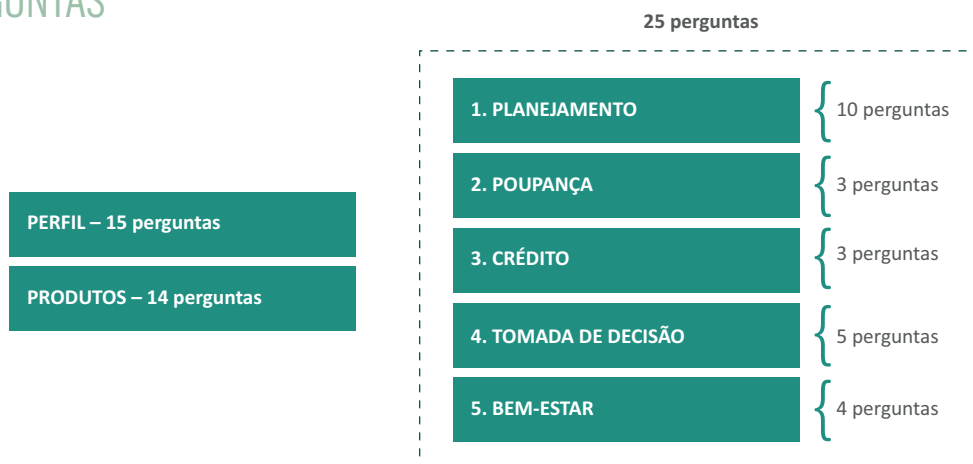 GUNTAS
25 perguntas
PERFIL – 15 perguntas
PRODUTOS – 14 perguntas
1. PLANEJAMENTO
10 perguntas
2. POUPANÇA
3 perguntas
3. CRÉDITO
3 perguntas
4. TOMADA DE DECISÃO
5 perguntas
5. BEM-ESTAR
4 perguntas